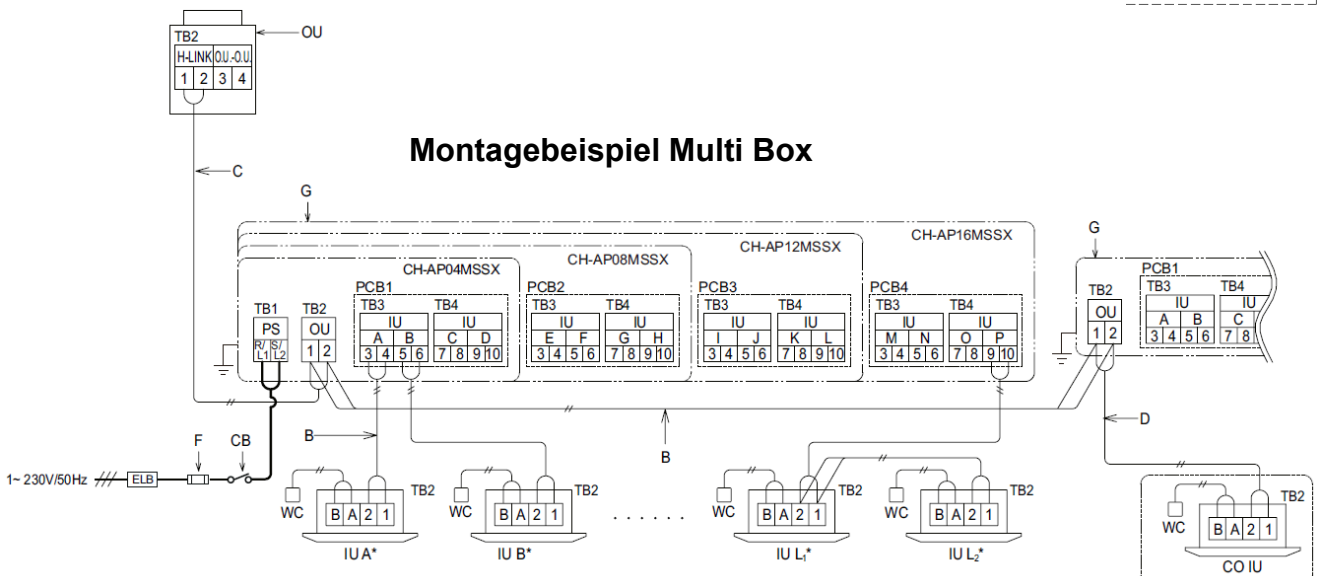 TB2
OU
H-LINK O.U.-O.U.
1 2 3 4
Montagebeispiel Multi Box
C
G
CH-AP16MSSX
CH-AP12MSSX
CH-AP08MSSX
CH-AP04MSSX
G
TB1
PS
R/L1 S/L2
TB2
OU
1 2
PCB1
TB3
IU
A B
3 4 5 6
TB4
IU
C D
7 8 9 10
PCB2
TB3
IU
E F
3 4 5 6
TB4
IU
G H
7 8 9 10
PCB3
TB3
IU
I J
3 4 5 6
TB4
IU
K L
7 8 9 10
PCB4
TB3
IU
M N
3 4 5 6
TB4
IU
O P
7 8 9 10
TB2
OU
1 2
PCB1
TB3
IU
A B
3 4 5 6
TB4
IU
C
7 8
B
B
D
F
CB
1~ 230V/50Hz
ELB
WC
B A 2 1
TB2
IU A*
WC
B A 2 1
TB2
IU B*
. . . . . .
WC
B A 2 1
TB2
IU L₁*
WC
B A 2 1
TB2
IU L₂*
WC
B A 2 1
TB2
CO IU